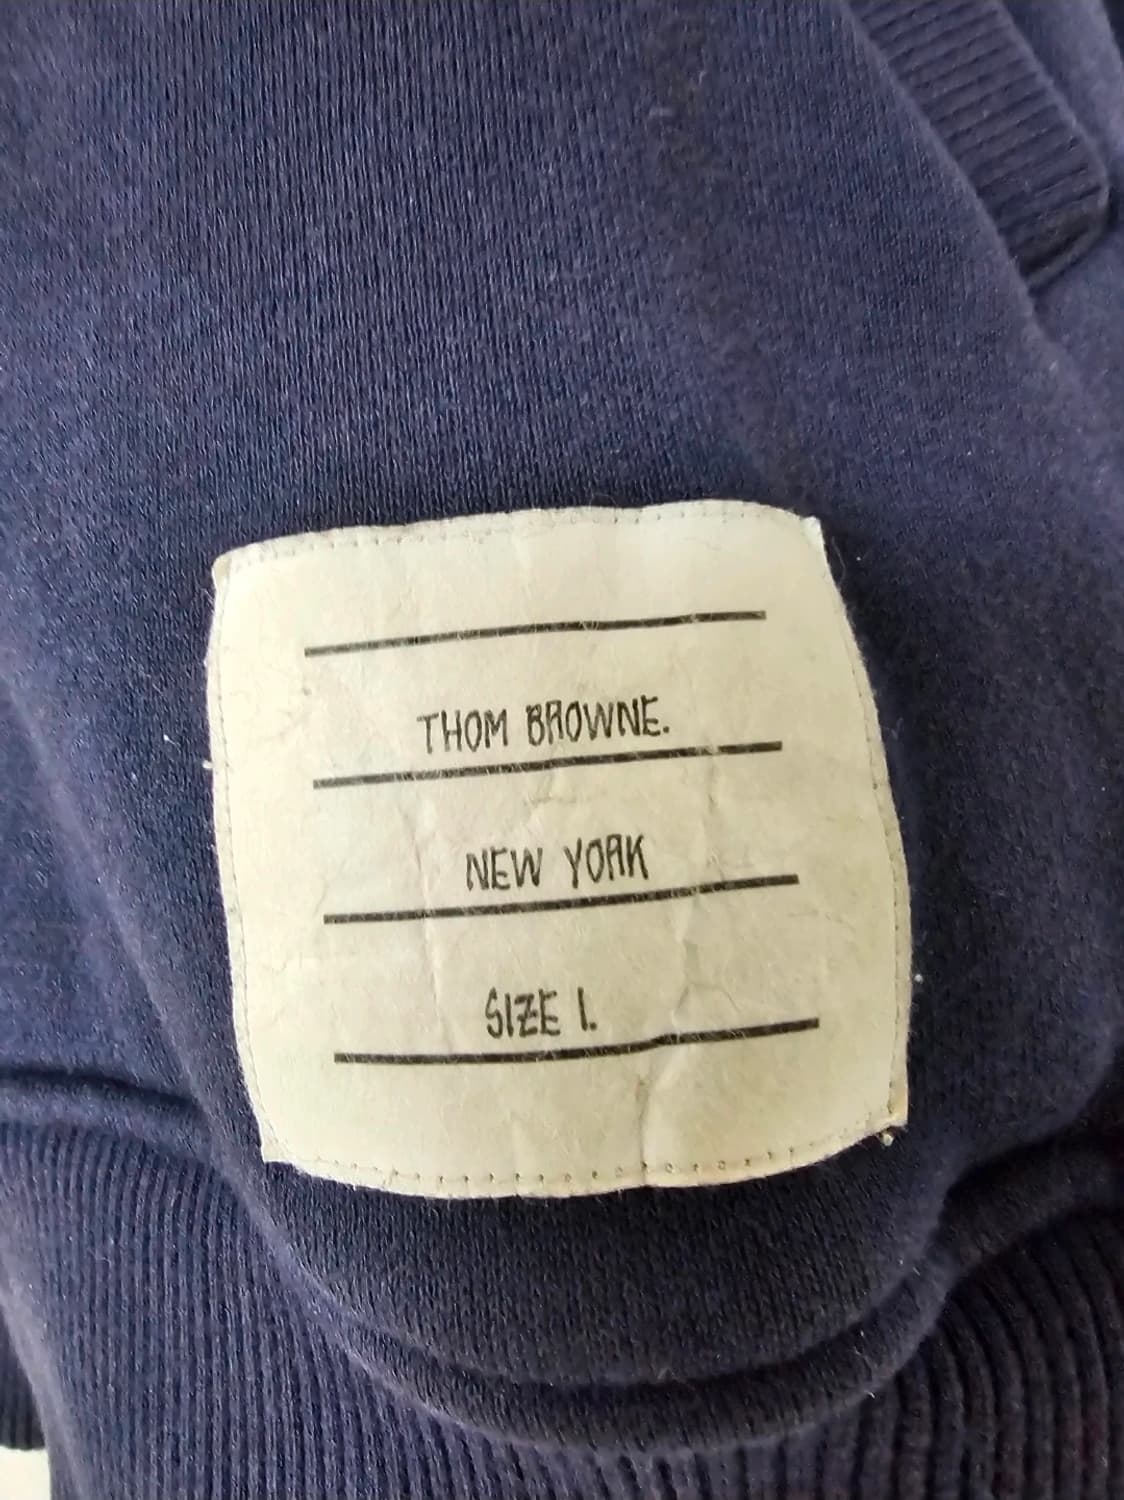 THOM BROWNE.
NEW YORK
SIZE 1.